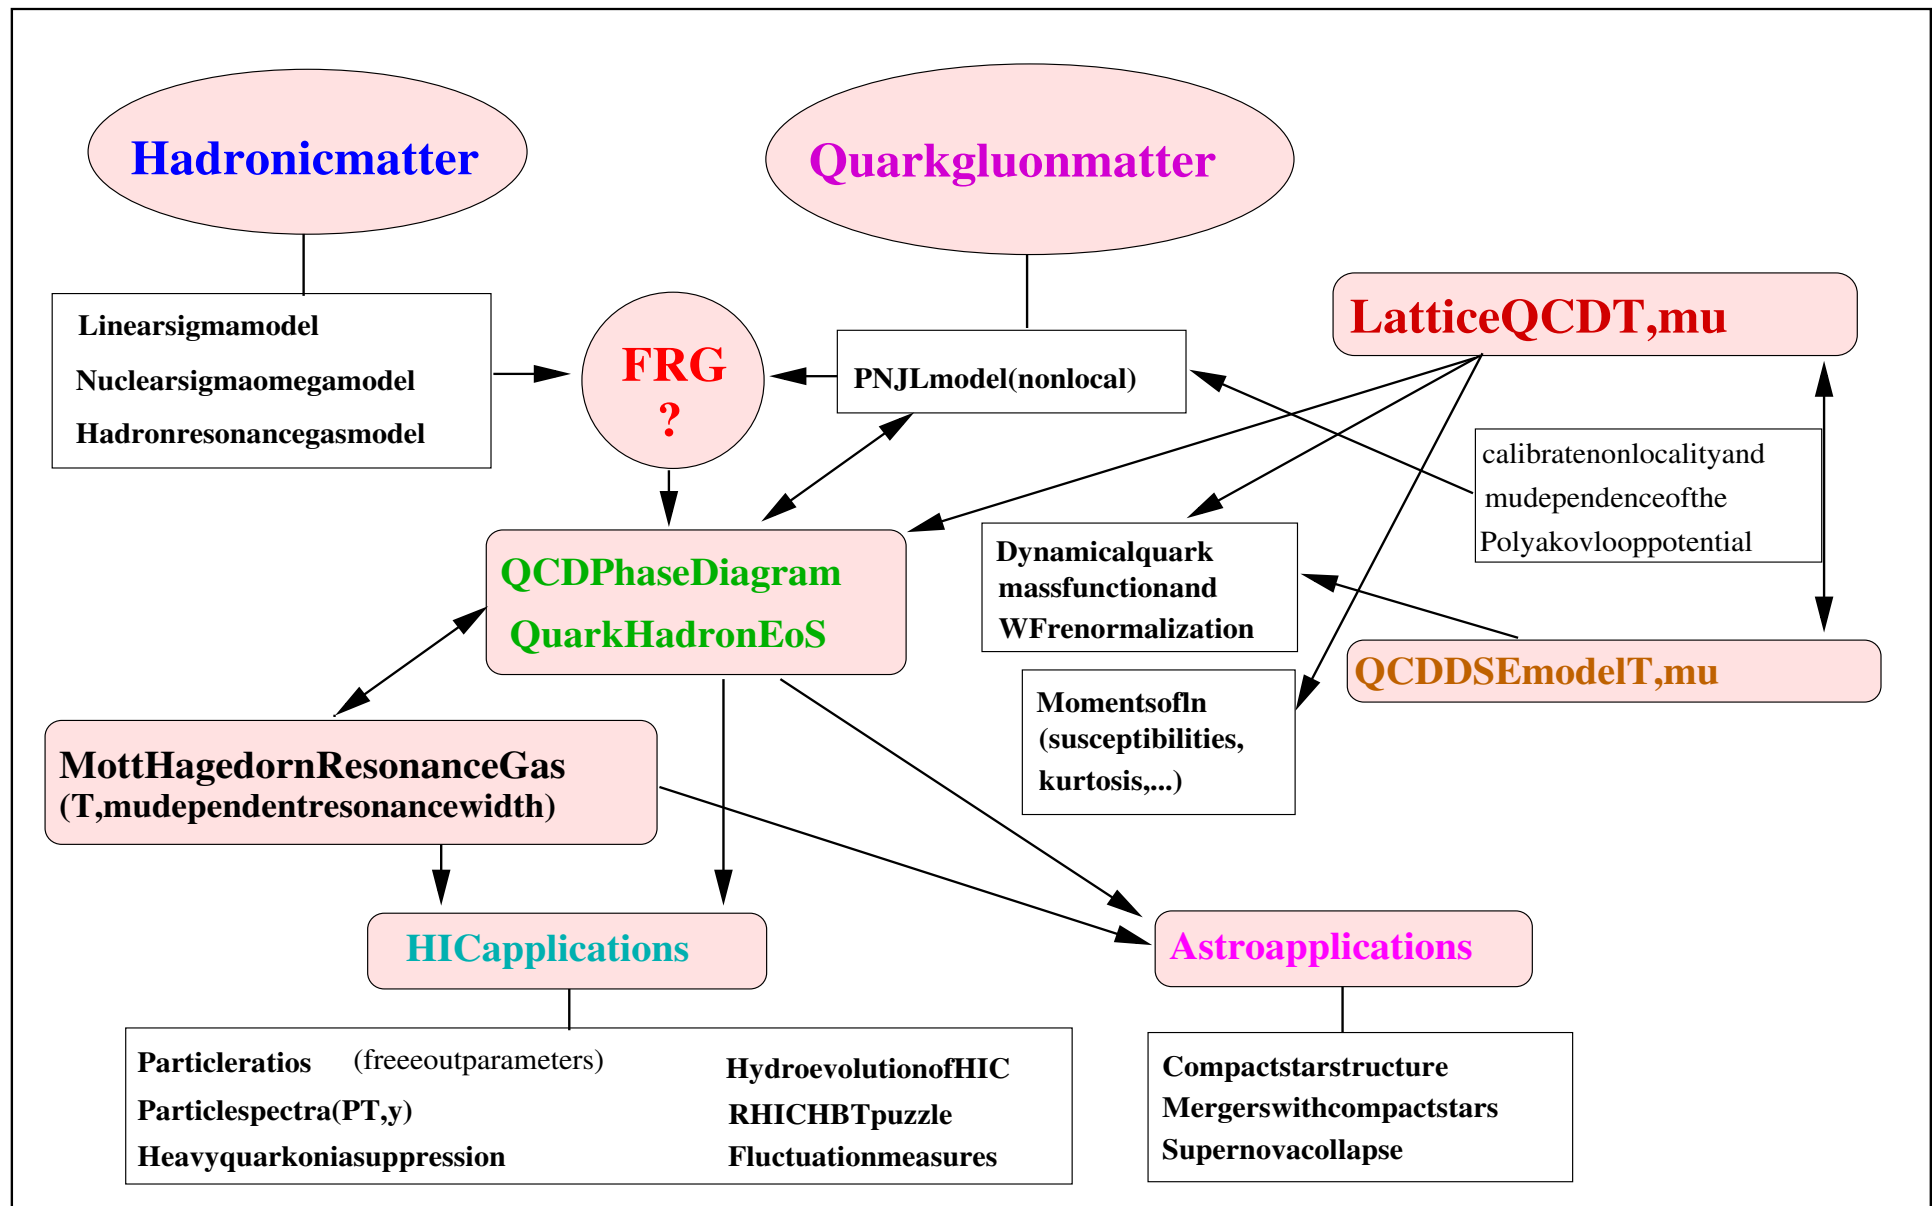 Hadronicmatter
Quarkgluonmatter
Linearsigmamodel
Nuclearsigmaomegamodel
Hadronresonancegasmodel
FRG
?
PNJLmodel(nonlocal)
LatticeQCDT,mu
calibratenonlocalityand
mudependenceofthe
Polyakovlooppotential
QCDPhaseDiagram
QuarkHadronEoS
Dynamicalquark
massfunctionand
WFrenormalization
QCDDSEmodelT,mu
Momentsofln
(susceptibilities,
kurtosis,...)
MottHagedornResonanceGas
(T,mudependentresonancewidth)
HICapplications
Astroapplications
Particleratios (freeeoutparameters)
Particlespectra(PT,y)
Heavyquarkoniasuppression
HydroevolutionofHIC
RHICHBTpuzzle
Fluctuationmeasures
Compactstarstructure
Mergerswithcompactstars
Supernovacollapse